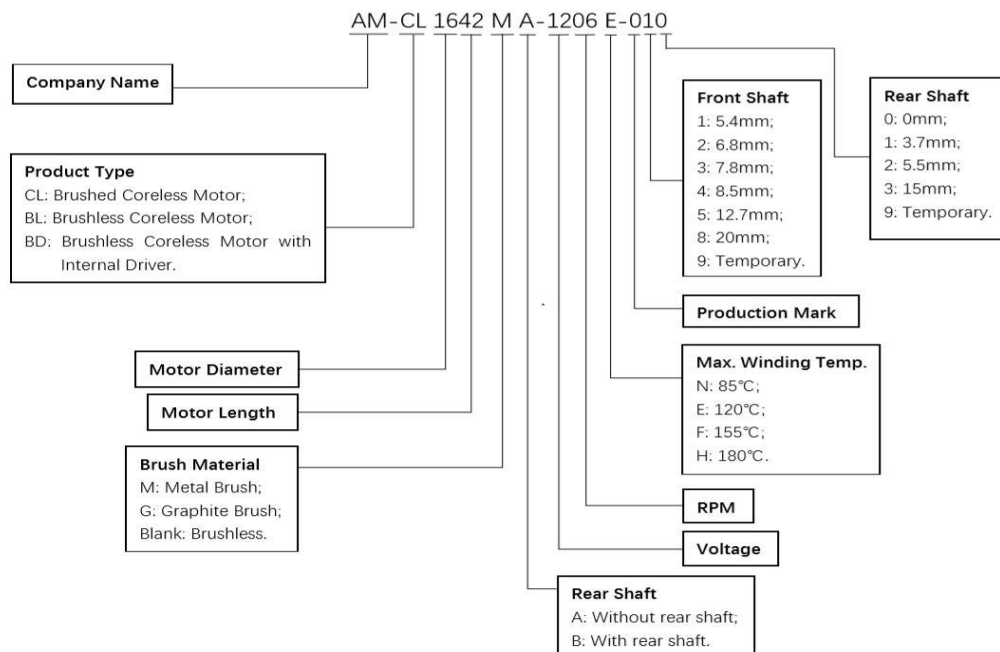 AM-CL 1642 M A-1206 E-010
Company Name
Product Type
CL: Brushed Coreless Motor;
BL: Brushless Coreless Motor;
BD: Brushless Coreless Motor with
Internal Driver.
Motor Diameter
Motor Length
Brush Material
M: Metal Brush;
G: Graphite Brush;
Blank: Brushless.
Front Shaft
1: 5.4mm;
2: 6.8mm;
3: 7.8mm;
4: 8.5mm;
5: 12.7mm;
8: 20mm;
9: Temporary.
Rear Shaft
0: 0mm;
1: 3.7mm;
2: 5.5mm;
3: 15mm;
9: Temporary.
Production Mark
Max. Winding Temp.
N: 85℃;
E: 120℃;
F: 155℃;
H: 180℃.
RPM
Voltage
Rear Shaft
A: Without rear shaft;
B: With rear shaft.